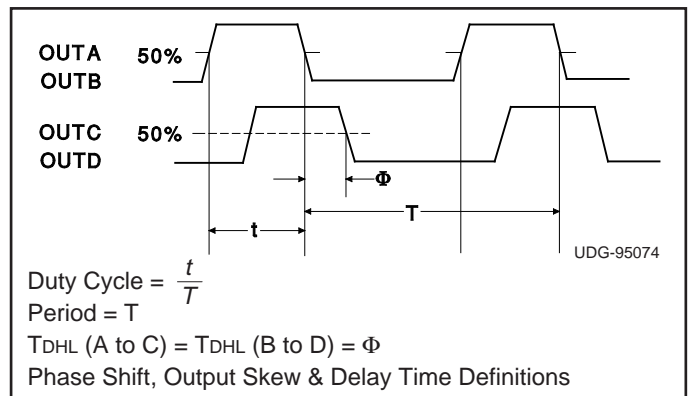 OUTA 50%
OUTB
OUTC 50%
OUTD
Φ
T
t
UDG-95074
Duty Cycle = t/T
Period = T
TDHL (A to C) = TDHL (B to D) = Φ
Phase Shift, Output Skew & Delay Time Definitions